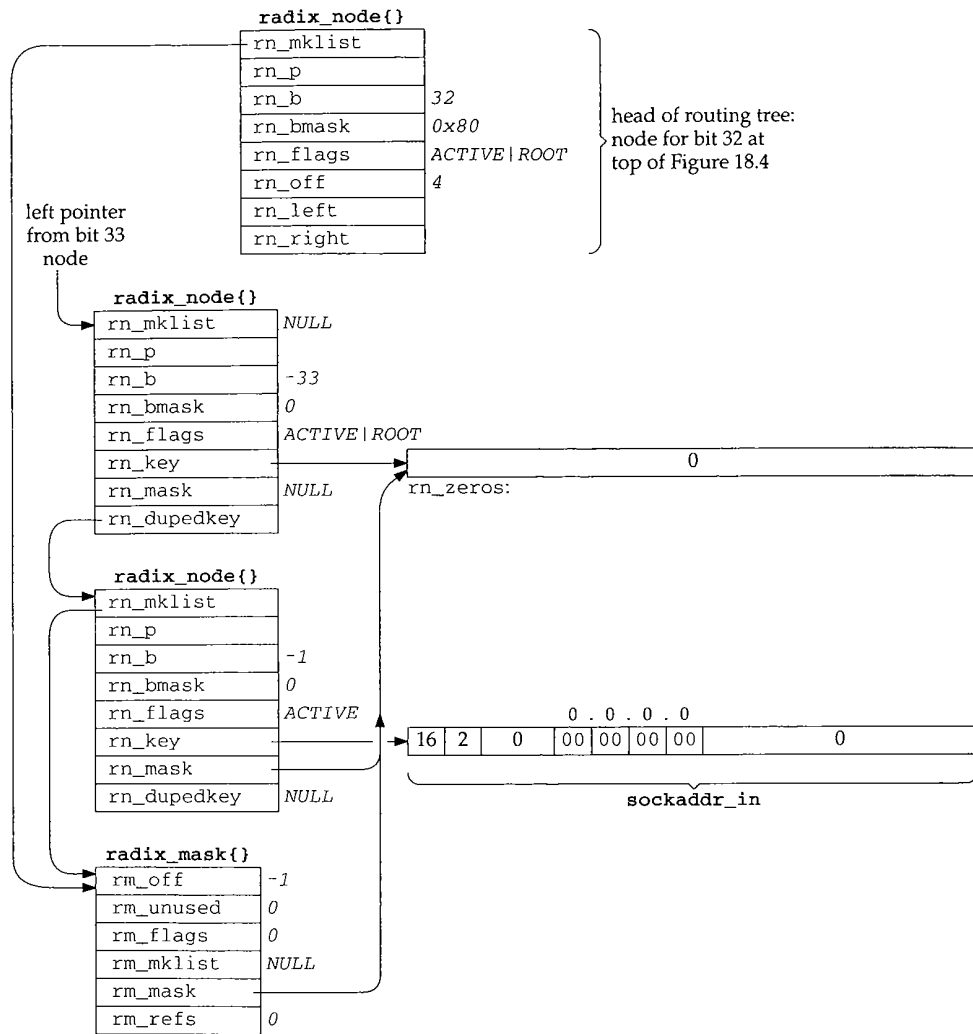 radix_node{}
rn_mklist
rn_p
rn_b 32
rn_bmask 0x80
rn_flags ACTIVE|ROOT
rn_off 4
rn_left
rn_right
head of routing tree:
node for bit 32 at
top of Figure 18.4
left pointer
from bit 33
node
radix_node{}
rn_mklist NULL
rn_p
rn_b -33
rn_bmask 0
rn_flags ACTIVE|ROOT
rn_key
rn_mask NULL
rn_dupedkey
0
rn_zeros:
radix_node{}
rn_mklist
rn_p
rn_b -1
rn_bmask 0
rn_flags ACTIVE
rn_key
rn_mask
rn_dupedkey NULL
0 . 0 . 0 . 0
16 2 0 00 00 00 00 0
sockaddr_in
radix_mask{}
rm_off -1
rm_unused 0
rm_flags 0
rm_mklist NULL
rm_mask
rm_refs 0